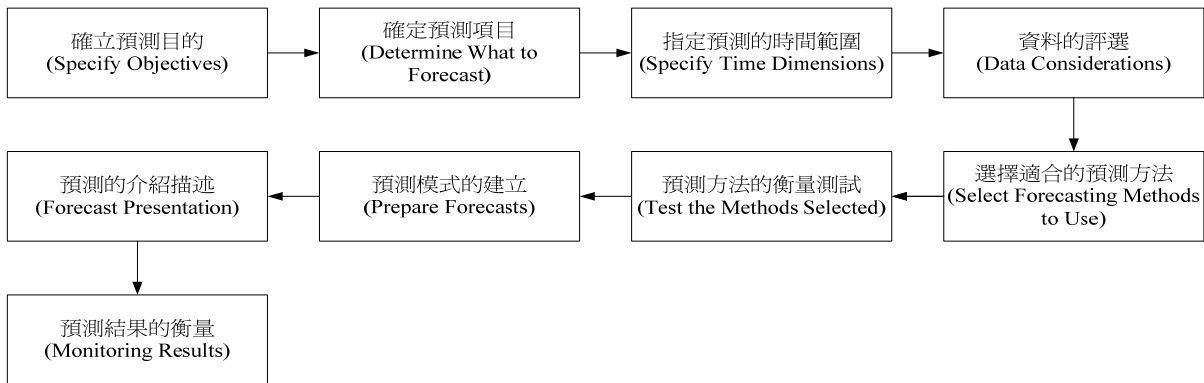 確立預測目的
(Specify Objectives)
確定預測項目
(Determine What to
Forecast)
指定預測的時間範圍
(Specify Time Dimensions)
資料的評選
(Data Considerations)
選擇適合的預測方法
(Select Forecasting Methods
to Use)
預測方法的衡量測試
(Test the Methods Selected)
預測模式的建立
(Prepare Forecasts)
預測的介紹描述
(Forecast Presentation)
預測結果的衡量
(Monitoring Results)